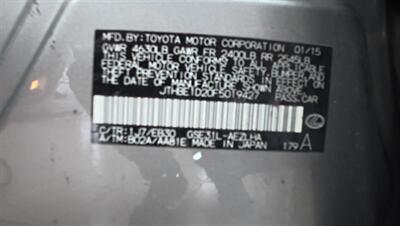 MFD.BY: TOYOTA MOTOR CORPORATION 01/15
GVWR 4630LB GAWR FR 2400LB RR 2545LB
THIS VEHICLE CONFORMS TO ALL APPLICABLE
FEDERAL MOTOR VEHICLE SAFETY, BUMPER, AND
THEFT PREVENTION STANDARDS IN EFFECT ON
THE DATE OF MANUFACTURE SHOWN ABOVE.
JTHBE1D20F5019427 PASS.CAR
C/TR: 1J7/EB30 GSE31L-AEZLHA
A/TM: B02A/AA81E MADE IN JAPAN 179 A